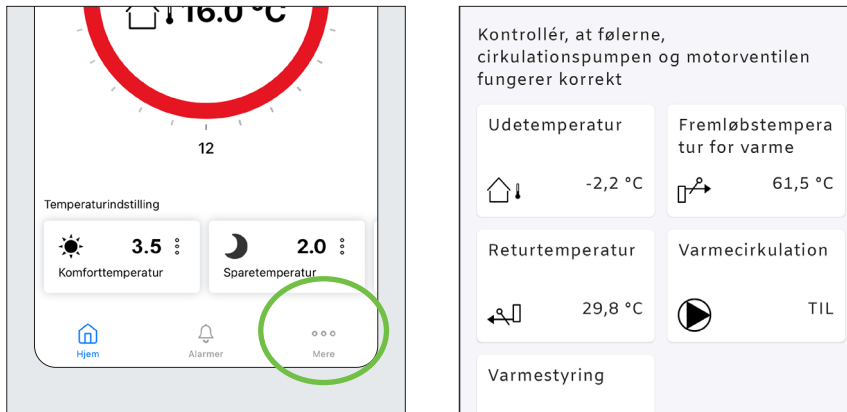 16.0 °C
12
Temperaturindstilling
3.5
Komforttemperatur
2.0
Sparetemperatur
Hjem
Alarmer
Mere
Kontrollér, at følerne,
cirkulationspumpen og motorventilen
fungerer korrekt
Udetemperatur
-2,2 °C
Fremløbstempera
tur for varme
61,5 °C
Returtemperatur
29,8 °C
Varmecirkulation
TIL
Varmestyring